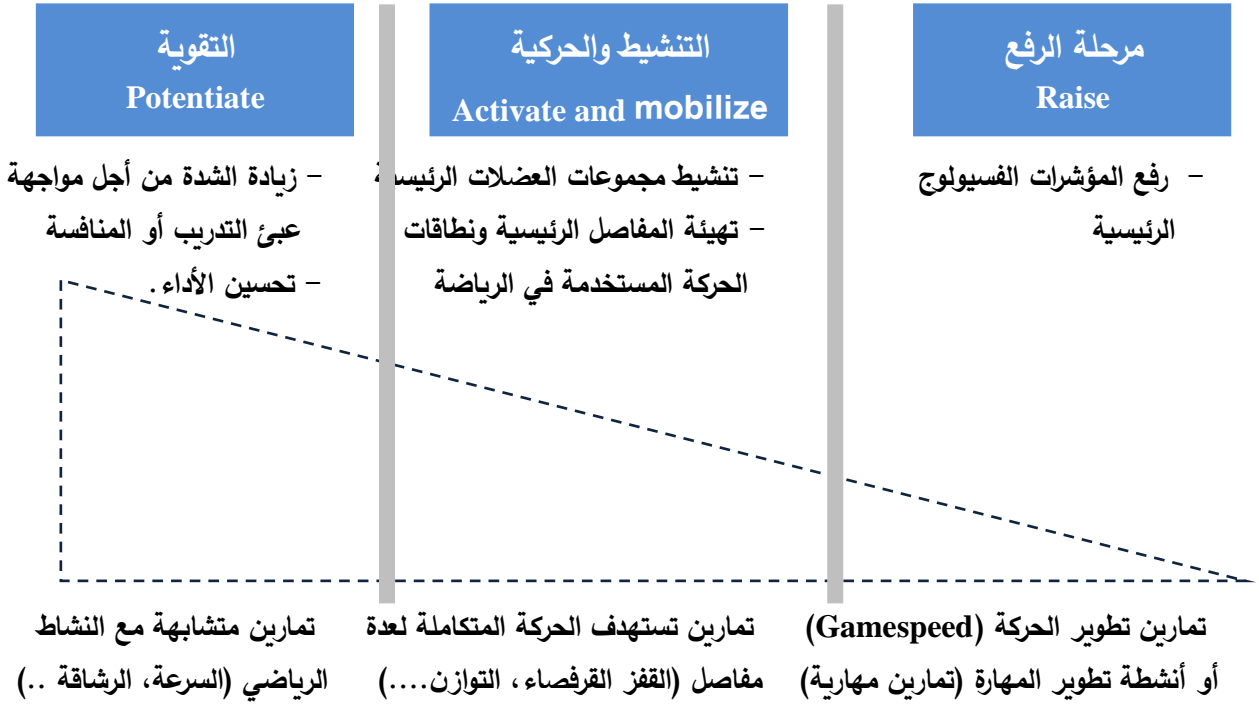 مرحلة الرفع
Raise
– رفع المؤشرات الفسيولوج
الرئيسية
تمارين تطوير الحركة (Gamespeed)
أو أنشطة تطوير المهارة (تمارين مهارية)
التنشيط والحركية
Activate and mobilize
– تنشيط مجموعات العضلات
– تهيئة المفاصل الرئيسية ونطاقات
الحركة المستخدمة في الرياضة
تمارين تستهدف الحركة المتكاملة لعدة
مفاصل (القفز القرفصاء، التوازن....)
التقوية
Potentiate
– زيادة الشدة من أجل مواجهة
عبئ التدريب أو المنافسة
– تحسين الأداء.
تمارين متشابهة مع النشاط
الرياضي (السرعة، الرشاقة ..)